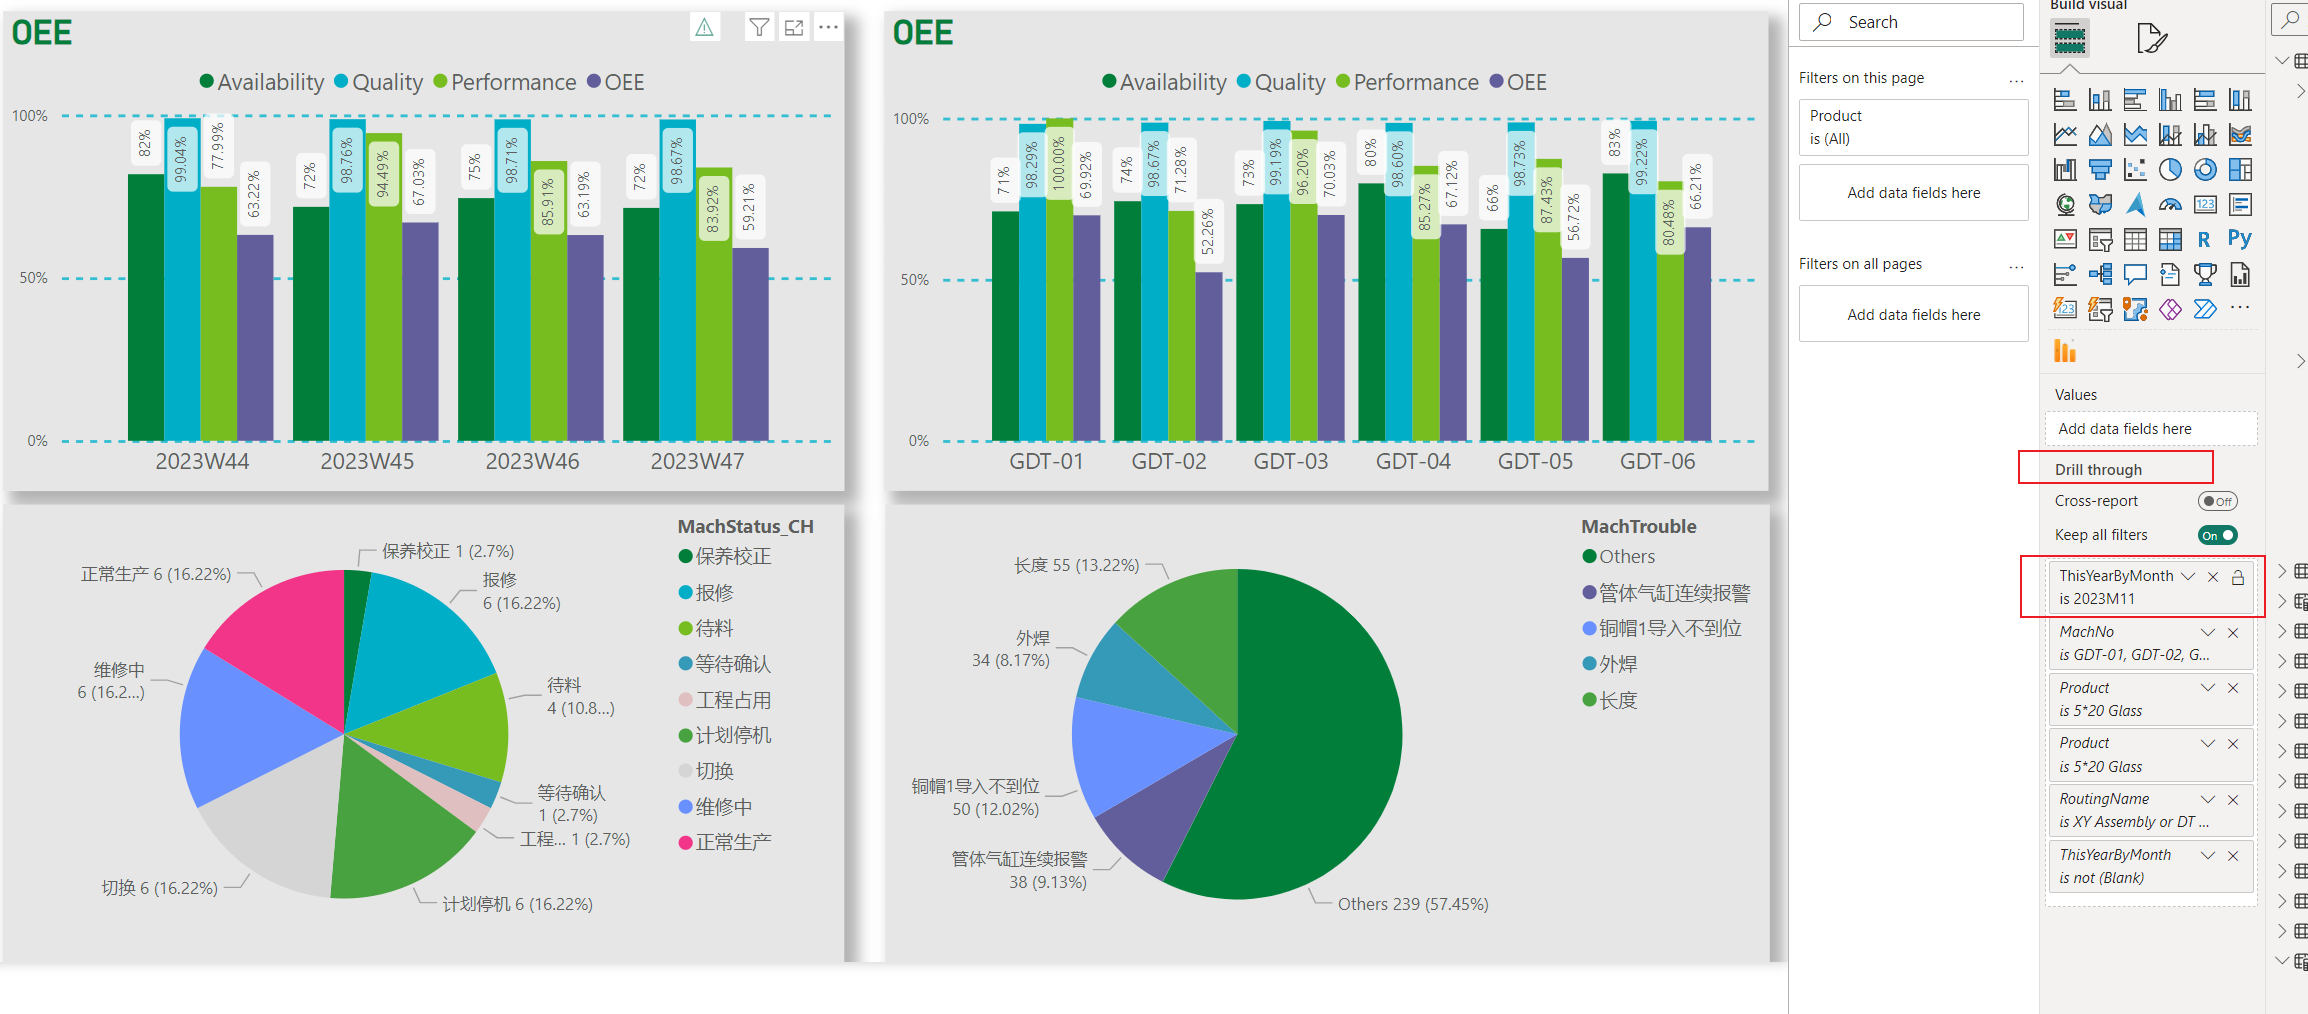 OEE
Availability Quality Performance OEE
100%
50%
0%
82%
99.04%
77.99%
63.22%
72%
98.76%
94.49%
67.03%
75%
98.71%
85.91%
63.19%
72%
98.67%
83.92%
59.21%
2023W44 2023W45 2023W46 2023W47
OEE
Availability Quality Performance OEE
100%
50%
0%
71%
98.29%
100.00%
69.92%
74%
98.67%
71.28%
52.26%
73%
99.19%
96.20%
70.03%
80%
98.60%
85.27%
67.12%
66%
98.73%
87.43%
56.72%
83%
99.22%
80.48%
66.21%
GDT-01 GDT-02 GDT-03 GDT-04 GDT-05 GDT-06
保养校正 1 (2.7%)
报修
6 (16.22%)
待料
4 (10.8...)
等待确认
1 (2.7%)
工程... 1 (2.7%)
计划停机 6 (16.22%)
切换 6 (16.22%)
维修中
6 (16.2...)
正常生产 6 (16.22%)
MachStatus_CH
保养校正
报修
待料
等待确认
工程占用
计划停机
切换
维修中
正常生产
长度 55 (13.22%)
外焊
34 (8.17%)
铜帽1导入不到位
50 (12.02%)
管体气缸连续报警
38 (9.13%)
Others 239 (57.45%)
MachTrouble
Others
管体气缸连续报警
铜帽1导入不到位
外焊
长度
Search
Filters on this page ...
Product
is (All)
Add data fields here
Filters on all pages ...
Add data fields here
Build visual
123
R Py
123
...
Values
Add data fields here
Drill through
Cross-report Off
Keep all filters On
ThisYearByMonth
is 2023M11
MachNo
is GDT-01, GDT-02, G...
Product
is 5*20 Glass
Product
is 5*20 Glass
RoutingName
is XY Assembly or DT ...
ThisYearByMonth
is not (Blank)